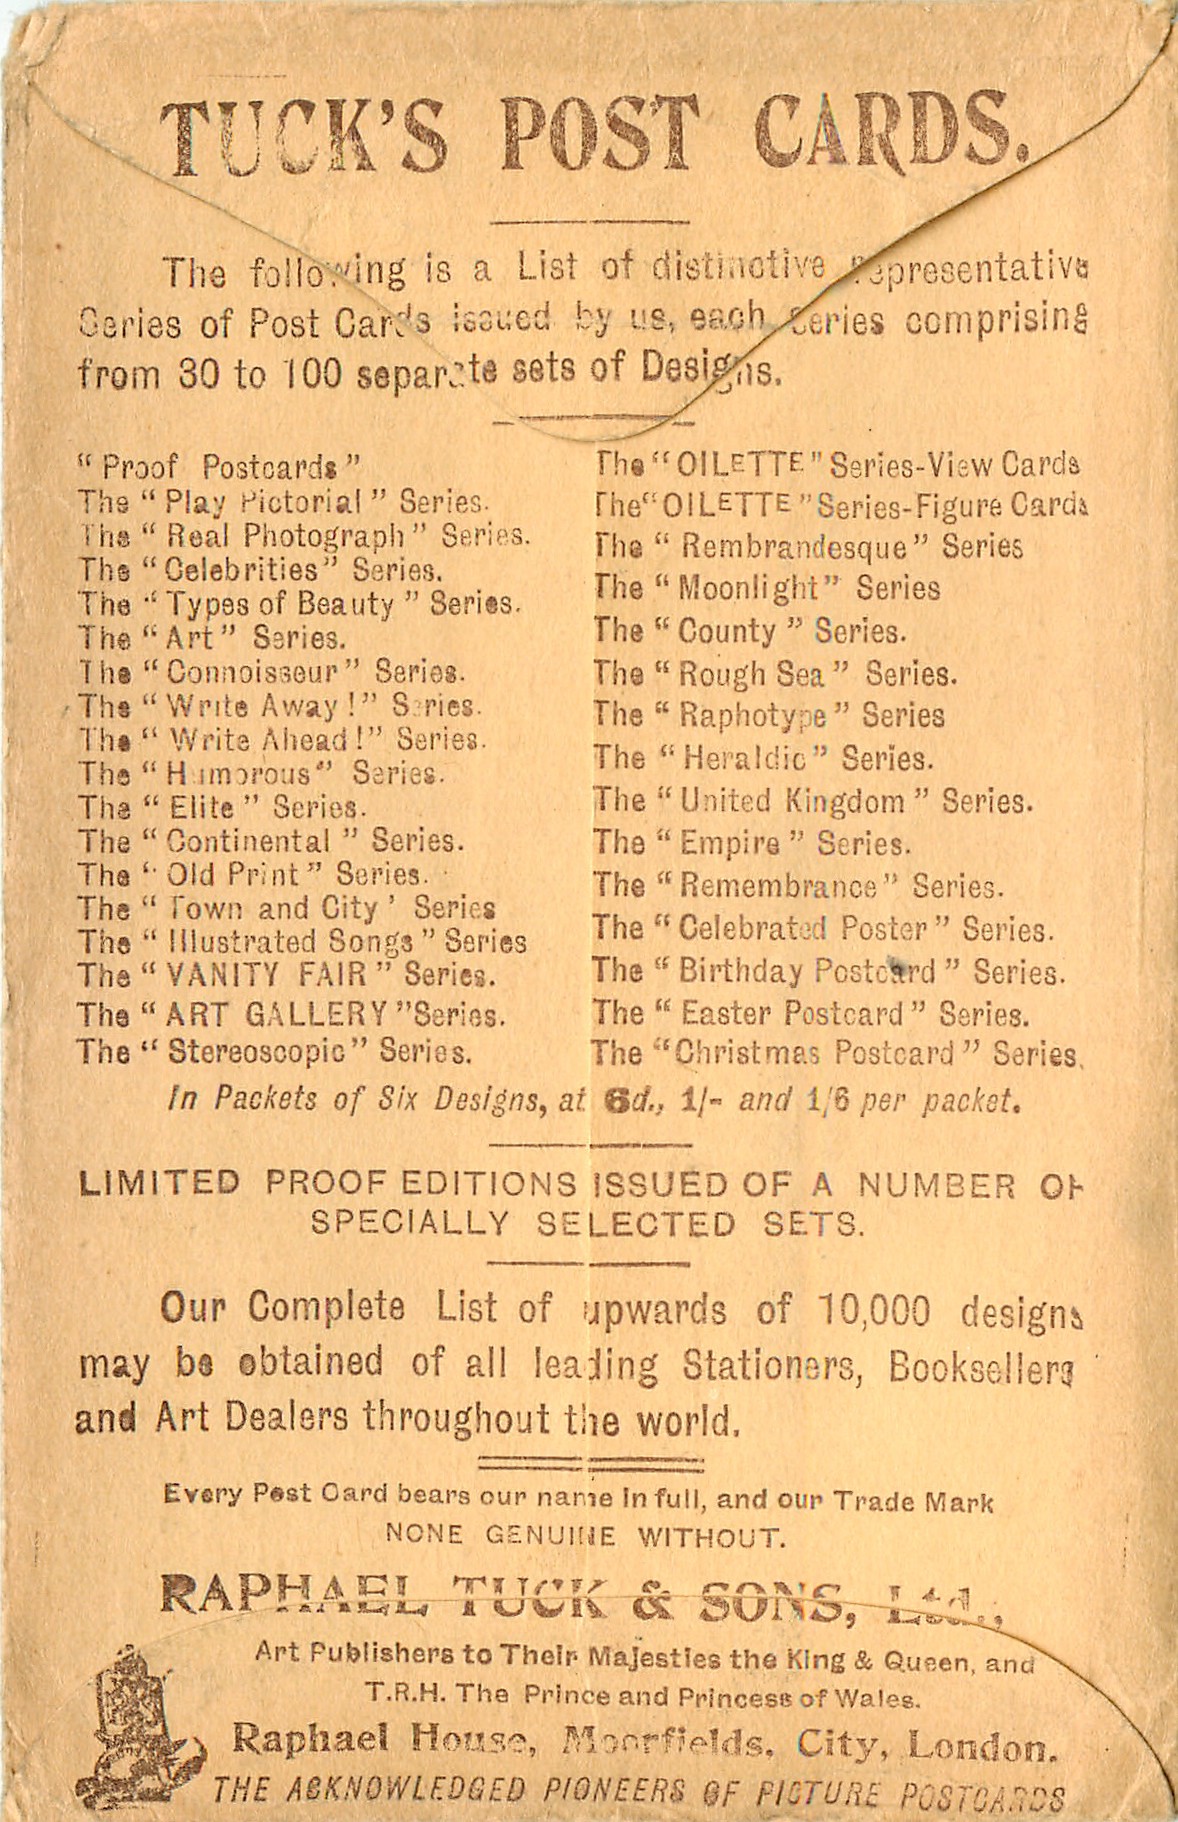 TUCK'S POST CARDS.
The following is a List of distinctive representative
Series of Post Cards issued by us, each series comprising
from 30 to 100 separate sets of Designs.
"Proof Postcards"
The "Play Pictorial" Series.
The "Real Photograph" Series.
The "Celebrities" Series.
The "Types of Beauty" Series.
The "Art" Series.
The "Connoisseur" Series.
The "Write Away!" Series.
The "Write Ahead!" Series.
The "Humorous" Series.
The "Elite" Series.
The "Continental" Series.
The "Old Print" Series.
The "Town and City' Series
The "Illustrated Songs" Series
The "VANITY FAIR" Series.
The "ART GALLERY" Series.
The "Stereoscopic" Series.
The "OILETTE" Series-View Cards
The "OILETTE" Series-Figure Cards
The "Rembrandesque" Series
The "Moonlight" Series
The "County" Series.
The "Rough Sea" Series.
The "Raphotype" Series
The "Heraldic" Series.
The "United Kingdom" Series.
The "Empire" Series.
The "Remembrance" Series.
The "Celebrated Poster" Series.
The "Birthday Postcard" Series.
The "Easter Postcard" Series.
The "Christmas Postcard" Series.
In Packets of Six Designs, at 6d., 1/- and 1/6 per packet.
LIMITED PROOF EDITIONS ISSUED OF A NUMBER OF
SPECIALLY SELECTED SETS.
Our Complete List of upwards of 10,000 designs
may be obtained of all leading Stationers, Booksellers
and Art Dealers throughout the world.
Every Post Card bears our name in full, and our Trade Mark
NONE GENUINE WITHOUT.
RAPHAEL TUCK & SONS, Ltd.,
Art Publishers to Their Majesties the King & Queen, and
T.R.H. The Prince and Princess of Wales.
Raphael House, Moorfields, City, London.
THE ACKNOWLEDGED PIONEERS OF PICTURE POSTCARDS